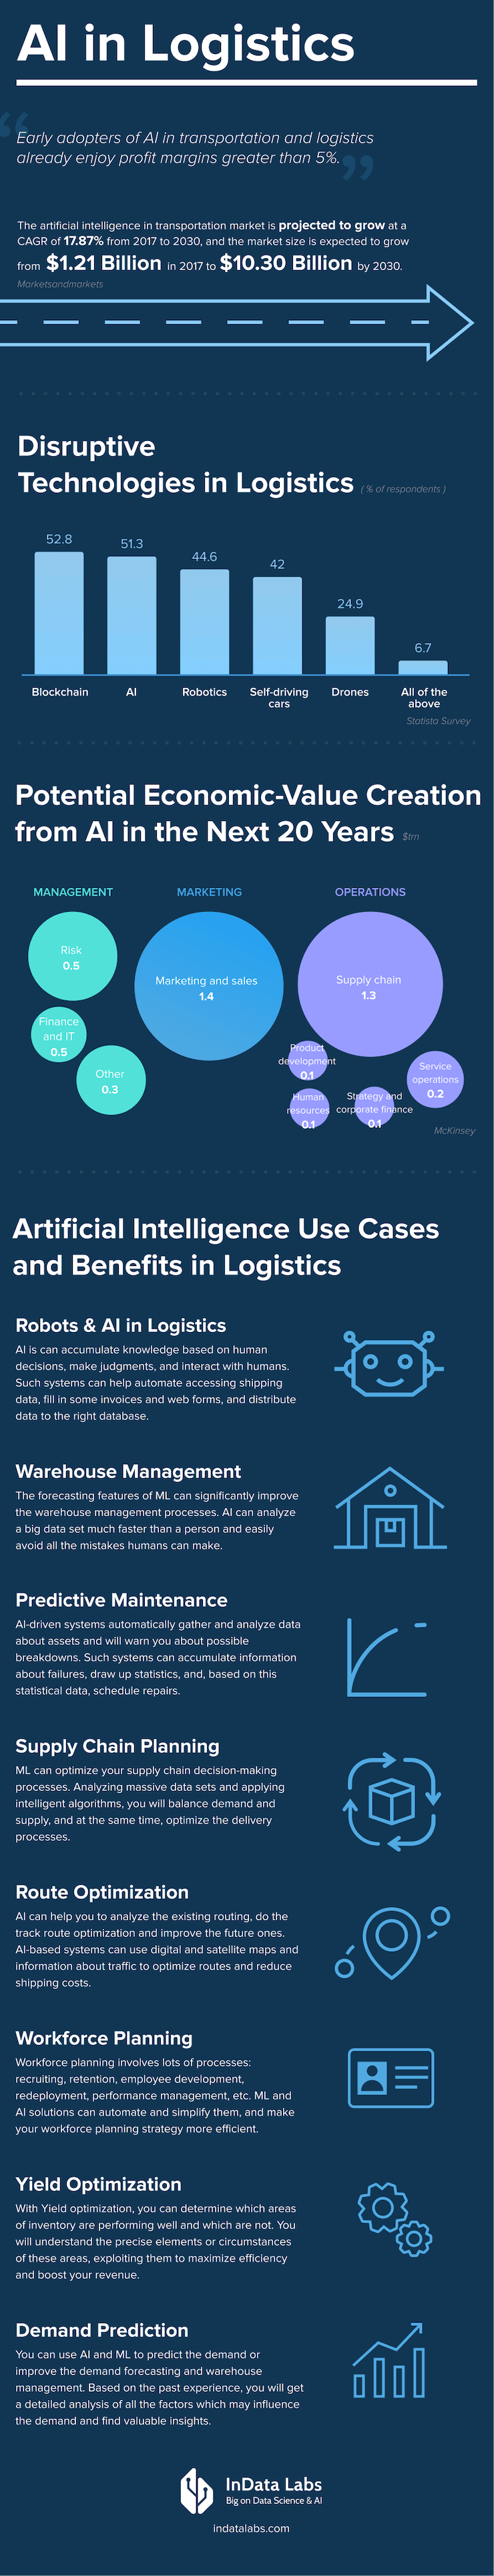 AI in Logistics
“
Early adopters of AI in transportation and logistics
already enjoy profit margins greater than 5%.
”
The artificial intelligence in transportation market is projected to grow at a
CAGR of 17.87% from 2017 to 2030, and the market size is expected to grow
from $1.21 Billion in 2017 to $10.30 Billion by 2030.
Marketsandmarkets
Disruptive
Technologies in Logistics ( % of respondents )
52.8
51.3
44.6
42
24.9
6.7
Blockchain
AI
Robotics
Self-driving
cars
Drones
All of the
above
Statista Survey
Potential Economic-Value Creation
from AI in the Next 20 Years $trn
MANAGEMENT
MARKETING
OPERATIONS
Risk
0.5
Finance
and IT
0.5
Other
0.3
Marketing and sales
1.4
Supply chain
1.3
Product
development
0.1
Human
resources
0.1
Strategy and
corporate finance
0.1
Service
operations
0.2
McKinsey
Artificial Intelligence Use Cases
and Benefits in Logistics
Robots & AI in Logistics
AI is can accumulate knowledge based on human
decisions, make judgments, and interact with humans.
Such systems can help automate accessing shipping
data, fill in some invoices and web forms, and distribute
data to the right database.
Warehouse Management
The forecasting features of ML can significantly improve
the warehouse management processes. AI can analyze
a big data set much faster than a person and easily
avoid all the mistakes humans can make.
Predictive Maintenance
AI-driven systems automatically gather and analyze data
about assets and will warn you about possible
breakdowns. Such systems can accumulate information
about failures, draw up statistics, and, based on this
statistical data, schedule repairs.
Supply Chain Planning
ML can optimize your supply chain decision-making
processes. Analyzing massive data sets and applying
intelligent algorithms, you will balance demand and
supply, and at the same time, optimize the delivery
processes.
Route Optimization
AI can help you to analyze the existing routing, do the
track route optimization and improve the future ones.
AI-based systems can use digital and satellite maps and
information about traffic to optimize routes and reduce
shipping costs.
Workforce Planning
Workforce planning involves lots of processes:
recruiting, retention, employee development,
redeployment, performance management, etc. ML and
AI solutions can automate and simplify them, and make
your workforce planning strategy more efficient.
Yield Optimization
With Yield optimization, you can determine which areas
of inventory are performing well and which are not. You
will understand the precise elements or circumstances
of these areas, exploiting them to maximize efficiency
and boost your revenue.
Demand Prediction
You can use AI and ML to predict the demand or
improve the demand forecasting and warehouse
management. Based on the past experience, you will get
a detailed analysis of all the factors which may influence
the demand and find valuable insights.
InData Labs
Big on Data Science & AI
indatalabs.com